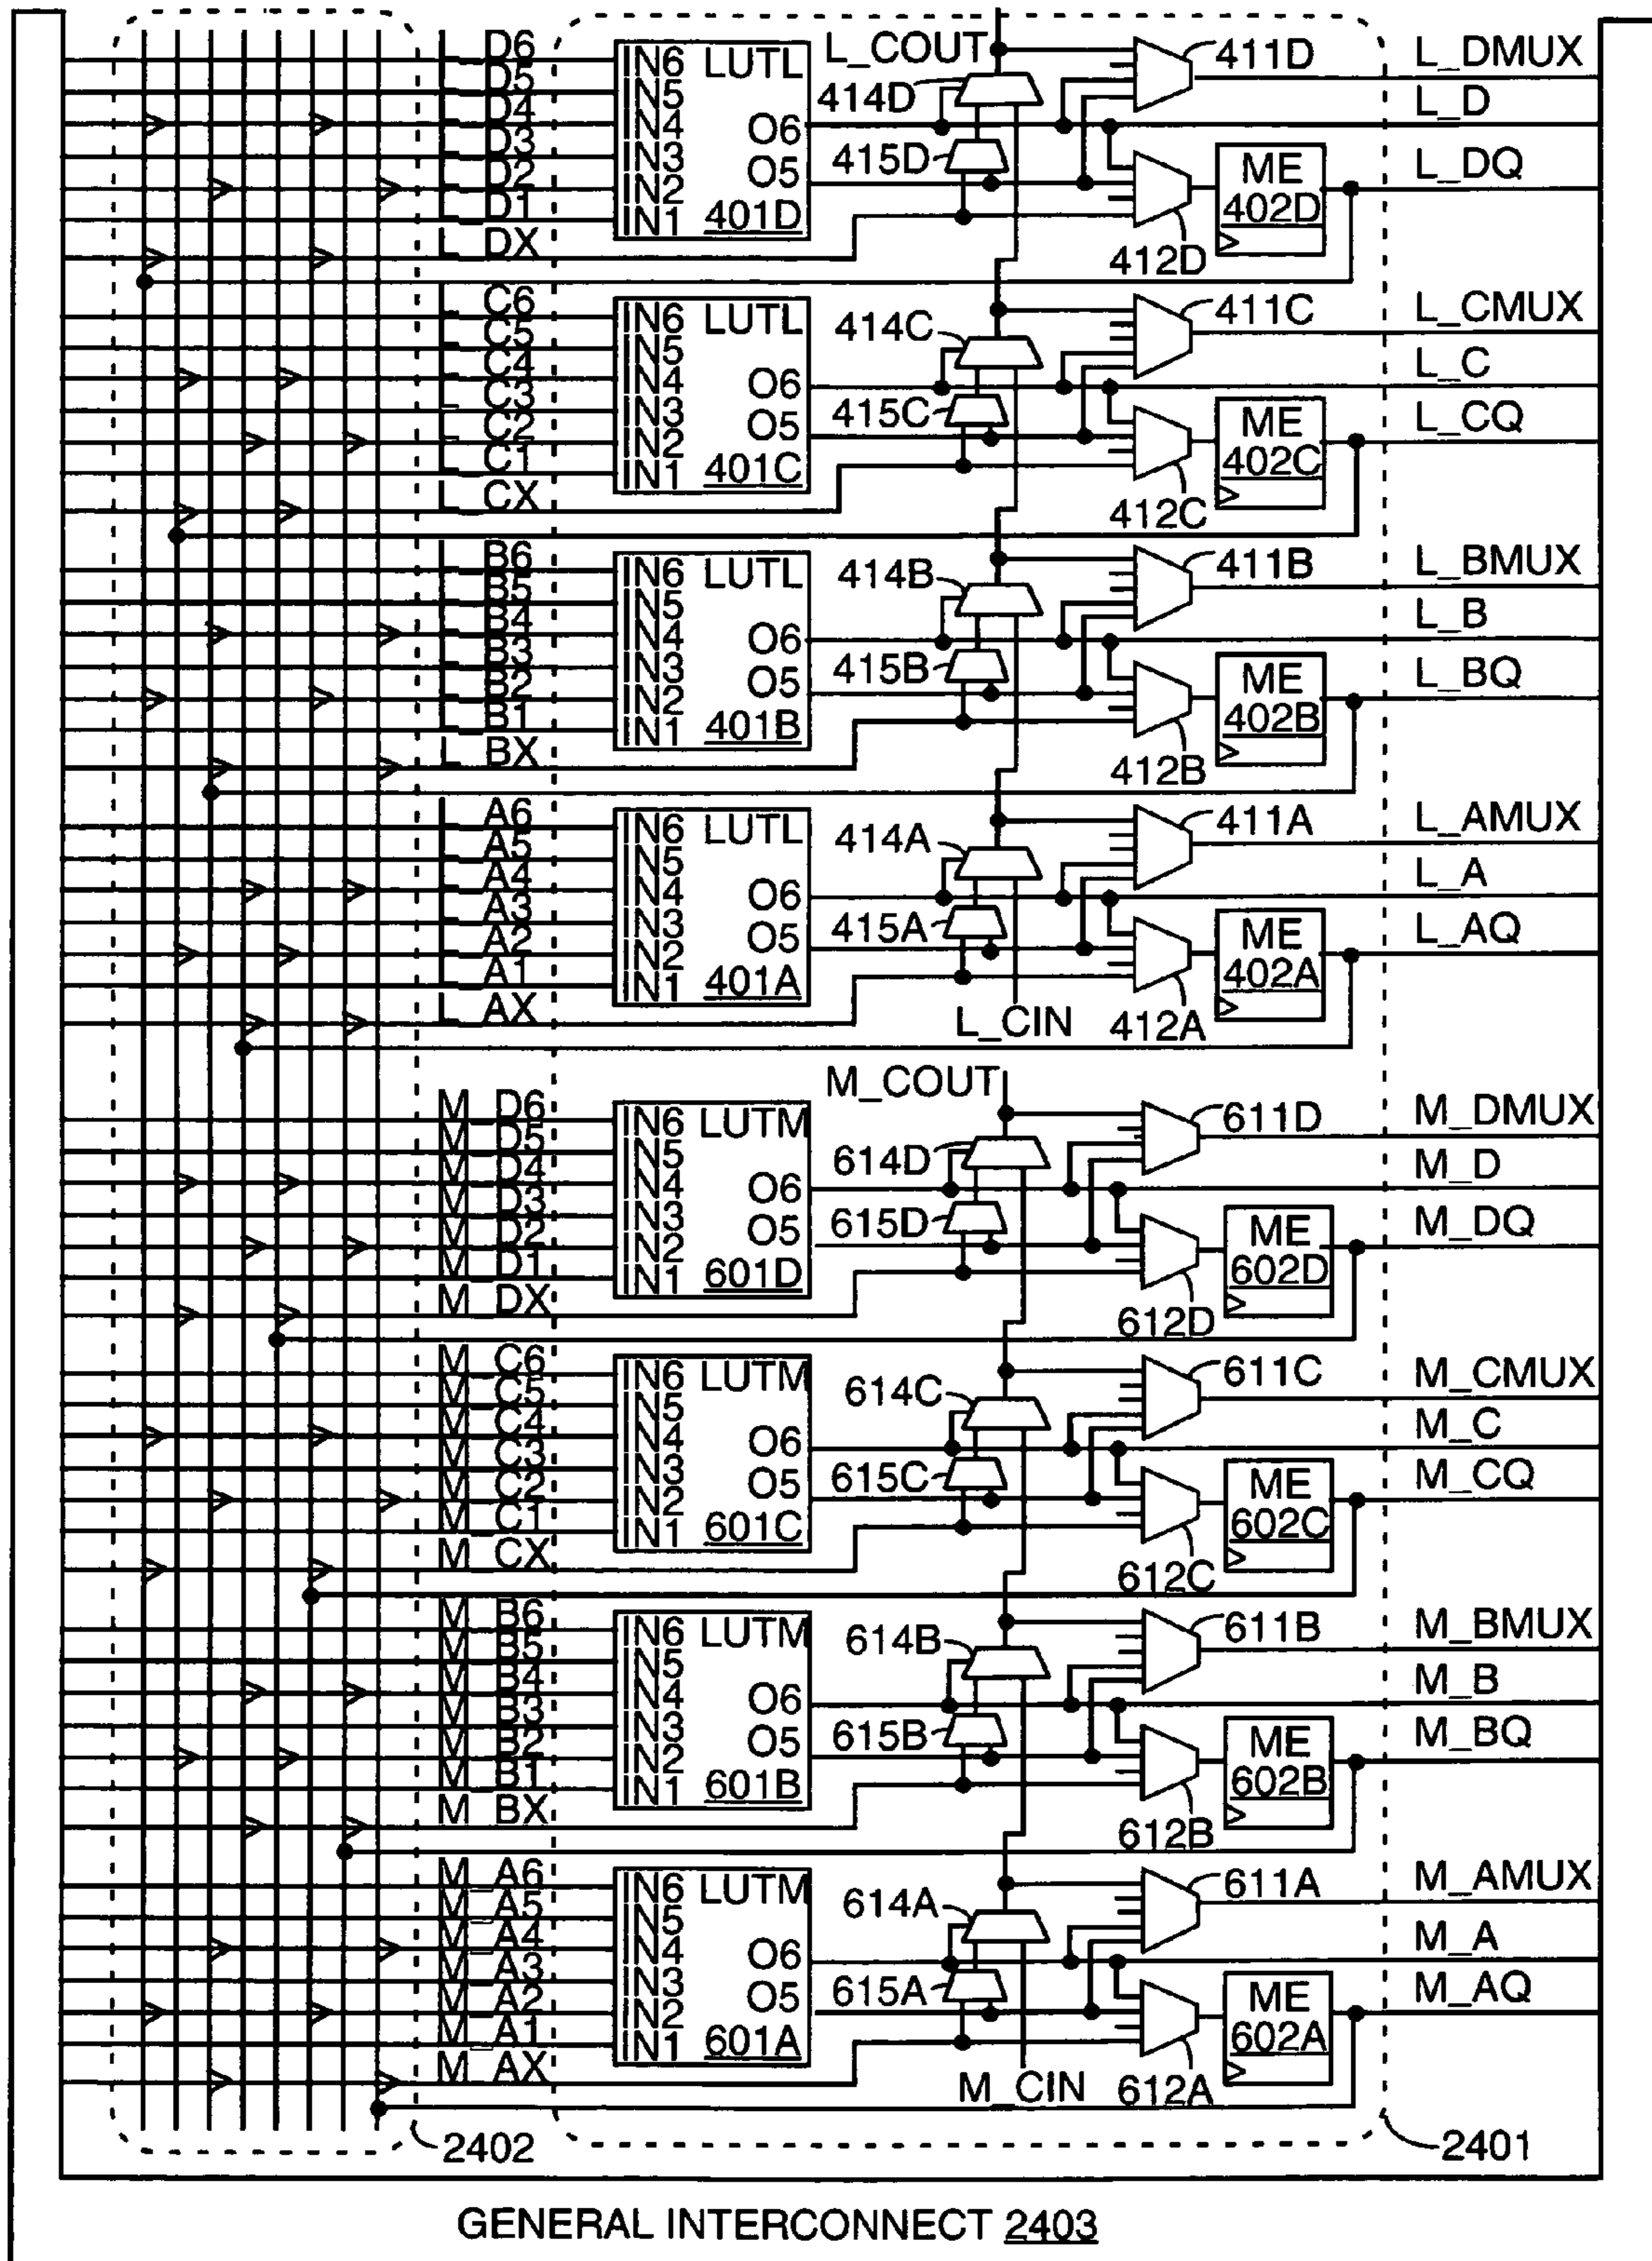 L_D6 IN6 LUTL L_COUT 411D L_DMUX
L_D5 IN5 414D L_D
L_D4 IN4 O6
L_D3 IN3 415D ME L_DQ
L_D2 IN2 O5 402D
L_D1 IN1 401D
L_DX 412D
L_C6 IN6 LUTL 414C 411C L_CMUX
L_C5 IN5
L_C4 IN4 O6 L_C
L_C3 IN3 415C ME L_CQ
L_C2 IN2 O5 402C
L_C1 IN1 401C
L_CX 412C
L_B6 IN6 LUTL 414B 411B L_BMUX
L_B5 IN5
L_B4 IN4 O6 L_B
L_B3 IN3 415B ME L_BQ
L_B2 IN2 O5 402B
L_B1 IN1 401B
L_BX 412B
L_A6 IN6 LUTL 414A 411A L_AMUX
L_A5 IN5
L_A4 IN4 O6 L_A
L_A3 IN3 415A ME L_AQ
L_A2 IN2 O5 402A
L_A1 IN1 401A
L_AX L_CIN 412A
M_COUT
M_D6 IN6 LUTM 611D M_DMUX
M_D5 IN5 614D
M_D4 IN4 O6 M_D
M_D3 IN3 615D ME M_DQ
M_D2 IN2 O5 602D
M_D1 IN1 601D
M_DX 612D
M_C6 IN6 LUTM 614C 611C M_CMUX
M_C5 IN5
M_C4 IN4 O6 M_C
M_C3 IN3 615C ME M_CQ
M_C2 IN2 O5 602C
M_C1 IN1 601C
M_CX 612C
M_B6 IN6 LUTM 614B 611B M_BMUX
M_B5 IN5
M_B4 IN4 O6 M_B
M_B3 IN3 615B ME M_BQ
M_B2 IN2 O5 602B
M_B1 IN1 601B
M_BX 612B
M_A6 IN6 LUTM 614A 611A M_AMUX
M_A5 IN5
M_A4 IN4 O6 M_A
M_A3 IN3 615A ME M_AQ
M_A2 IN2 O5 602A
M_A1 IN1 601A
M_AX M_CIN 612A
2402 2401
GENERAL INTERCONNECT 2403